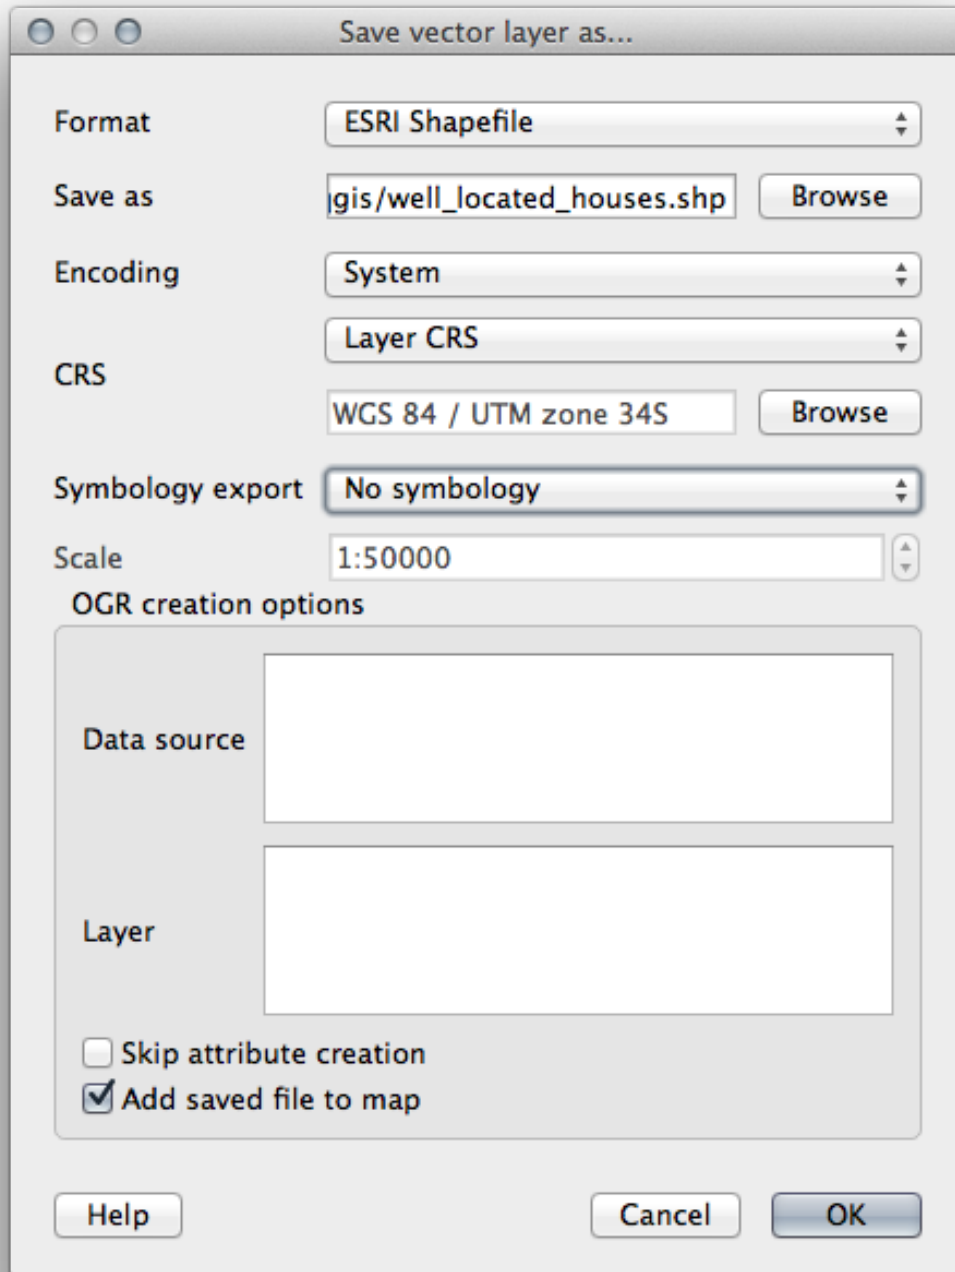 Save vector layer as...
Format ESRI Shapefile
Save as gis/well_located_houses.shp Browse
Encoding System
Layer CRS
CRS
WGS 84 / UTM zone 34S Browse
Symbology export No symbology
Scale 1:50000
OGR creation options
Data source
Layer
Skip attribute creation
Add saved file to map
Help Cancel OK